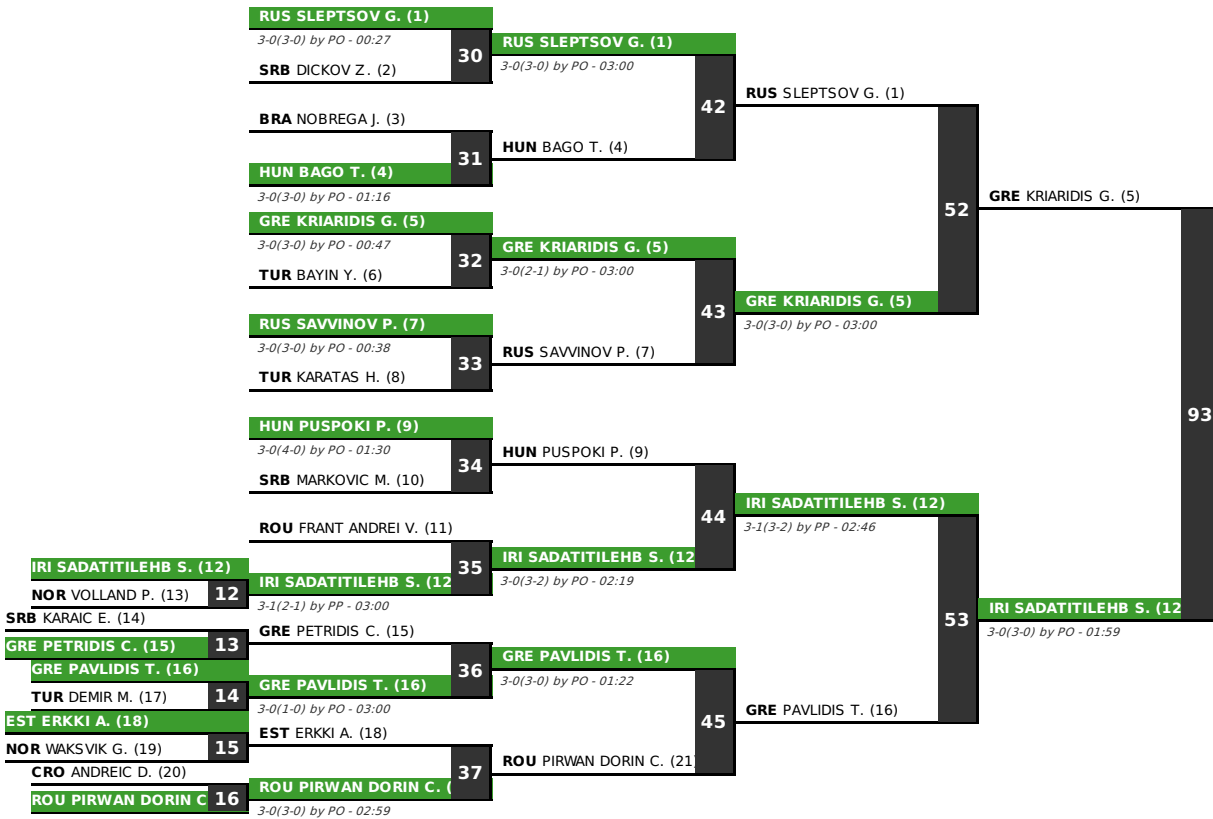 RUS SLEPTSOV G. (1)
3-0(3-0) by PO - 00:27
SRB DICKOV Z. (2)
30
BRA NOBREGA J. (3)
31
HUN BAGO T. (4)
3-0(3-0) by PO - 01:16
GRE KRIARIDIS G. (5)
3-0(3-0) by PO - 00:47
TUR BAYIN Y. (6)
32
RUS SAVVINOV P. (7)
3-0(3-0) by PO - 00:38
TUR KARATAS H. (8)
33
HUN PUSPOKI P. (9)
3-0(4-0) by PO - 01:30
SRB MARKOVIC M. (10)
34
ROU FRANT ANDREI V. (11)
35
IRI SADATITILEHB S. (12
3-1(2-1) by PP - 03:00
GRE PETRIDIS C. (15)
36
GRE PAVLIDIS T. (16)
3-0(1-0) by PO - 03:00
EST ERKKI A. (18)
37
ROU PIRWAN DORIN C. (
3-0(3-0) by PO - 02:59
IRI SADATITILEHB S. (12)
NOR VOLLAND P. (13)
12
SRB KARAIC E. (14)
13
GRE PETRIDIS C. (15)
GRE PAVLIDIS T. (16)
TUR DEMIR M. (17)
14
EST ERKKI A. (18)
NOR WAKSVIK G. (19)
15
CRO ANDREIC D. (20)
ROU PIRWAN DORIN C
16
RUS SLEPTSOV G. (1)
3-0(3-0) by PO - 03:00
42
HUN BAGO T. (4)
GRE KRIARIDIS G. (5)
3-0(2-1) by PO - 03:00
43
RUS SAVVINOV P. (7)
HUN PUSPOKI P. (9)
44
IRI SADATITILEHB S. (12
3-0(3-2) by PO - 02:19
GRE PAVLIDIS T. (16)
3-0(3-0) by PO - 01:22
45
ROU PIRWAN DORIN C. (21)
RUS SLEPTSOV G. (1)
52
GRE KRIARIDIS G. (5)
3-0(3-0) by PO - 03:00
IRI SADATITILEHB S. (12)
3-1(3-2) by PP - 02:46
53
GRE PAVLIDIS T. (16)
GRE KRIARIDIS G. (5)
93
IRI SADATITILEHB S. (12
3-0(3-0) by PO - 01:59